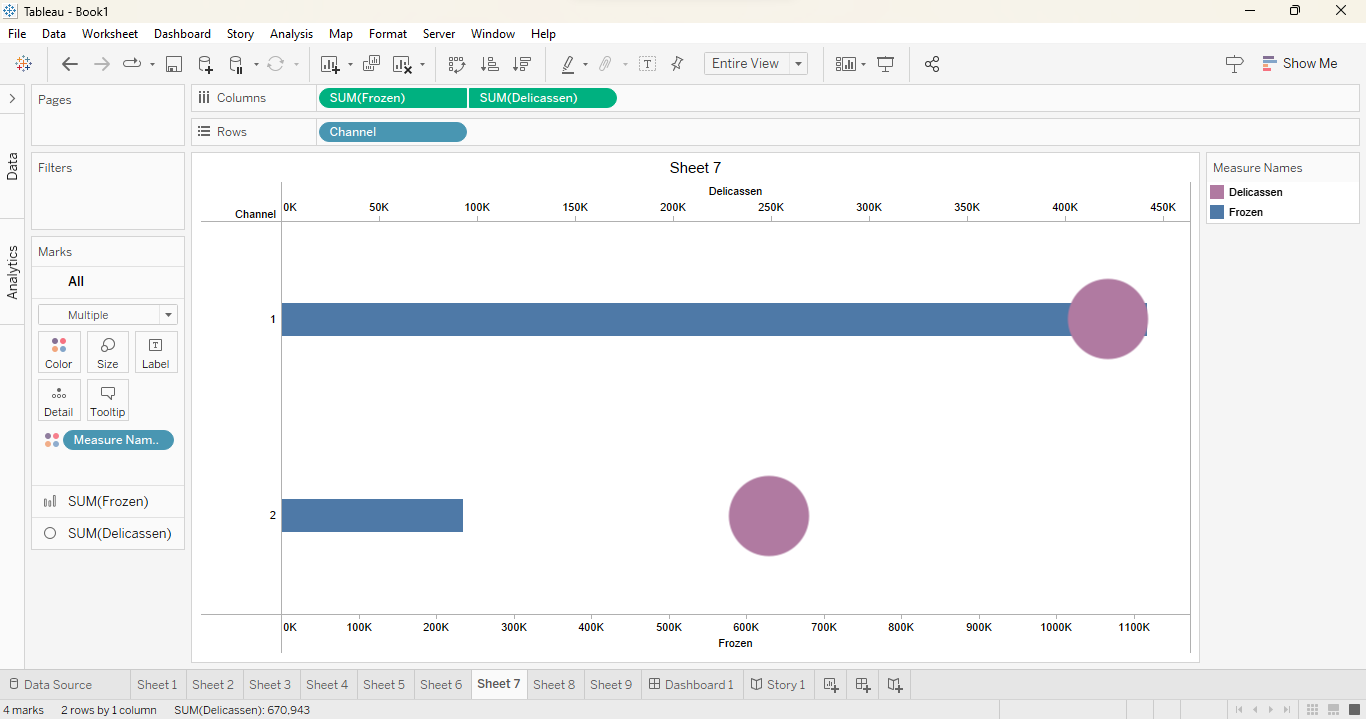 Tableau - Book1
File Data Worksheet Dashboard Story Analysis Map Format Server Window Help
Entire View
Show Me
Pages
Columns SUM(Frozen) SUM(Delicassen)
Rows Channel
Data
Analytics
Filters
Marks
All
Multiple
Color Size Label
Detail Tooltip
Measure Nam..
SUM(Frozen)
SUM(Delicassen)
Sheet 7
Delicassen
Channel 0K 50K 100K 150K 200K 250K 300K 350K 400K 450K
1
2
0K 100K 200K 300K 400K 500K 600K 700K 800K 900K 1000K 1100K
Frozen
Measure Names
Delicassen
Frozen
Data Source Sheet 1 Sheet 2 Sheet 3 Sheet 4 Sheet 5 Sheet 6 Sheet 7 Sheet 8 Sheet 9 Dashboard 1 Story 1
4 marks 2 rows by 1 column SUM(Delicassen): 670,943